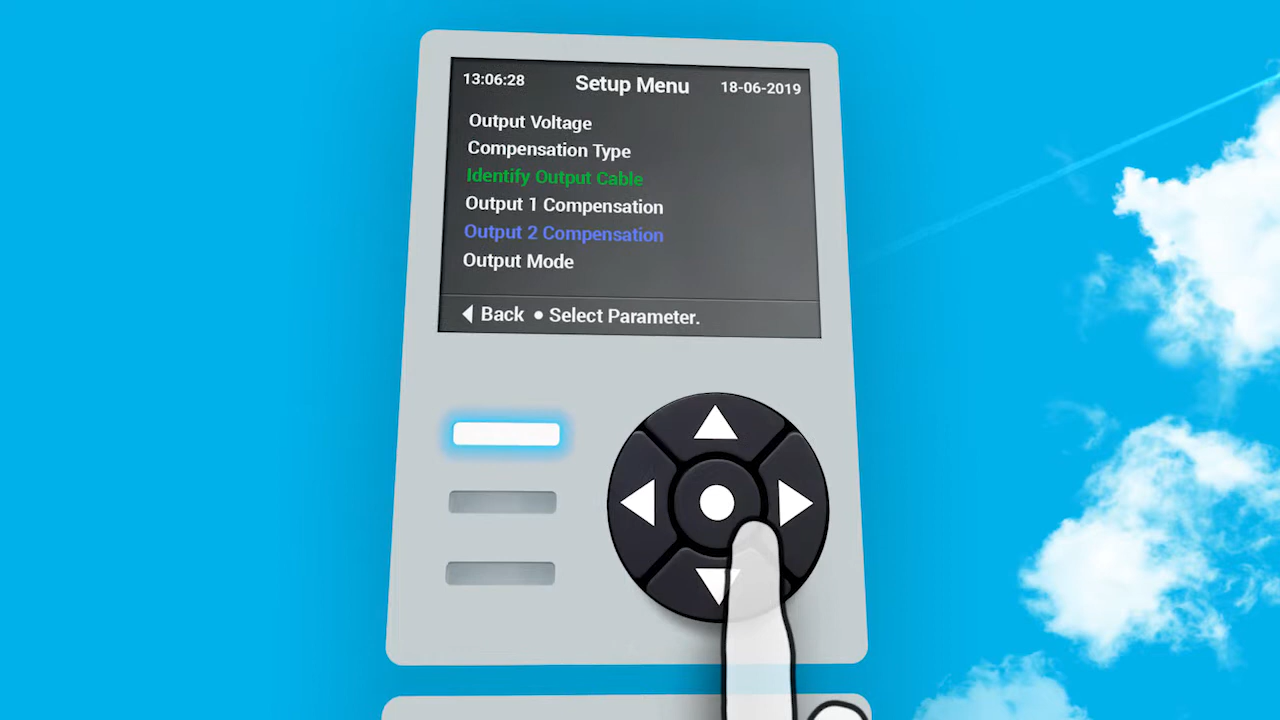 13:06:28 Setup Menu 18-06-2019
Output Voltage
Compensation Type
Identify Output Cable
Output 1 Compensation
Output 2 Compensation
Output Mode
Back • Select Parameter.